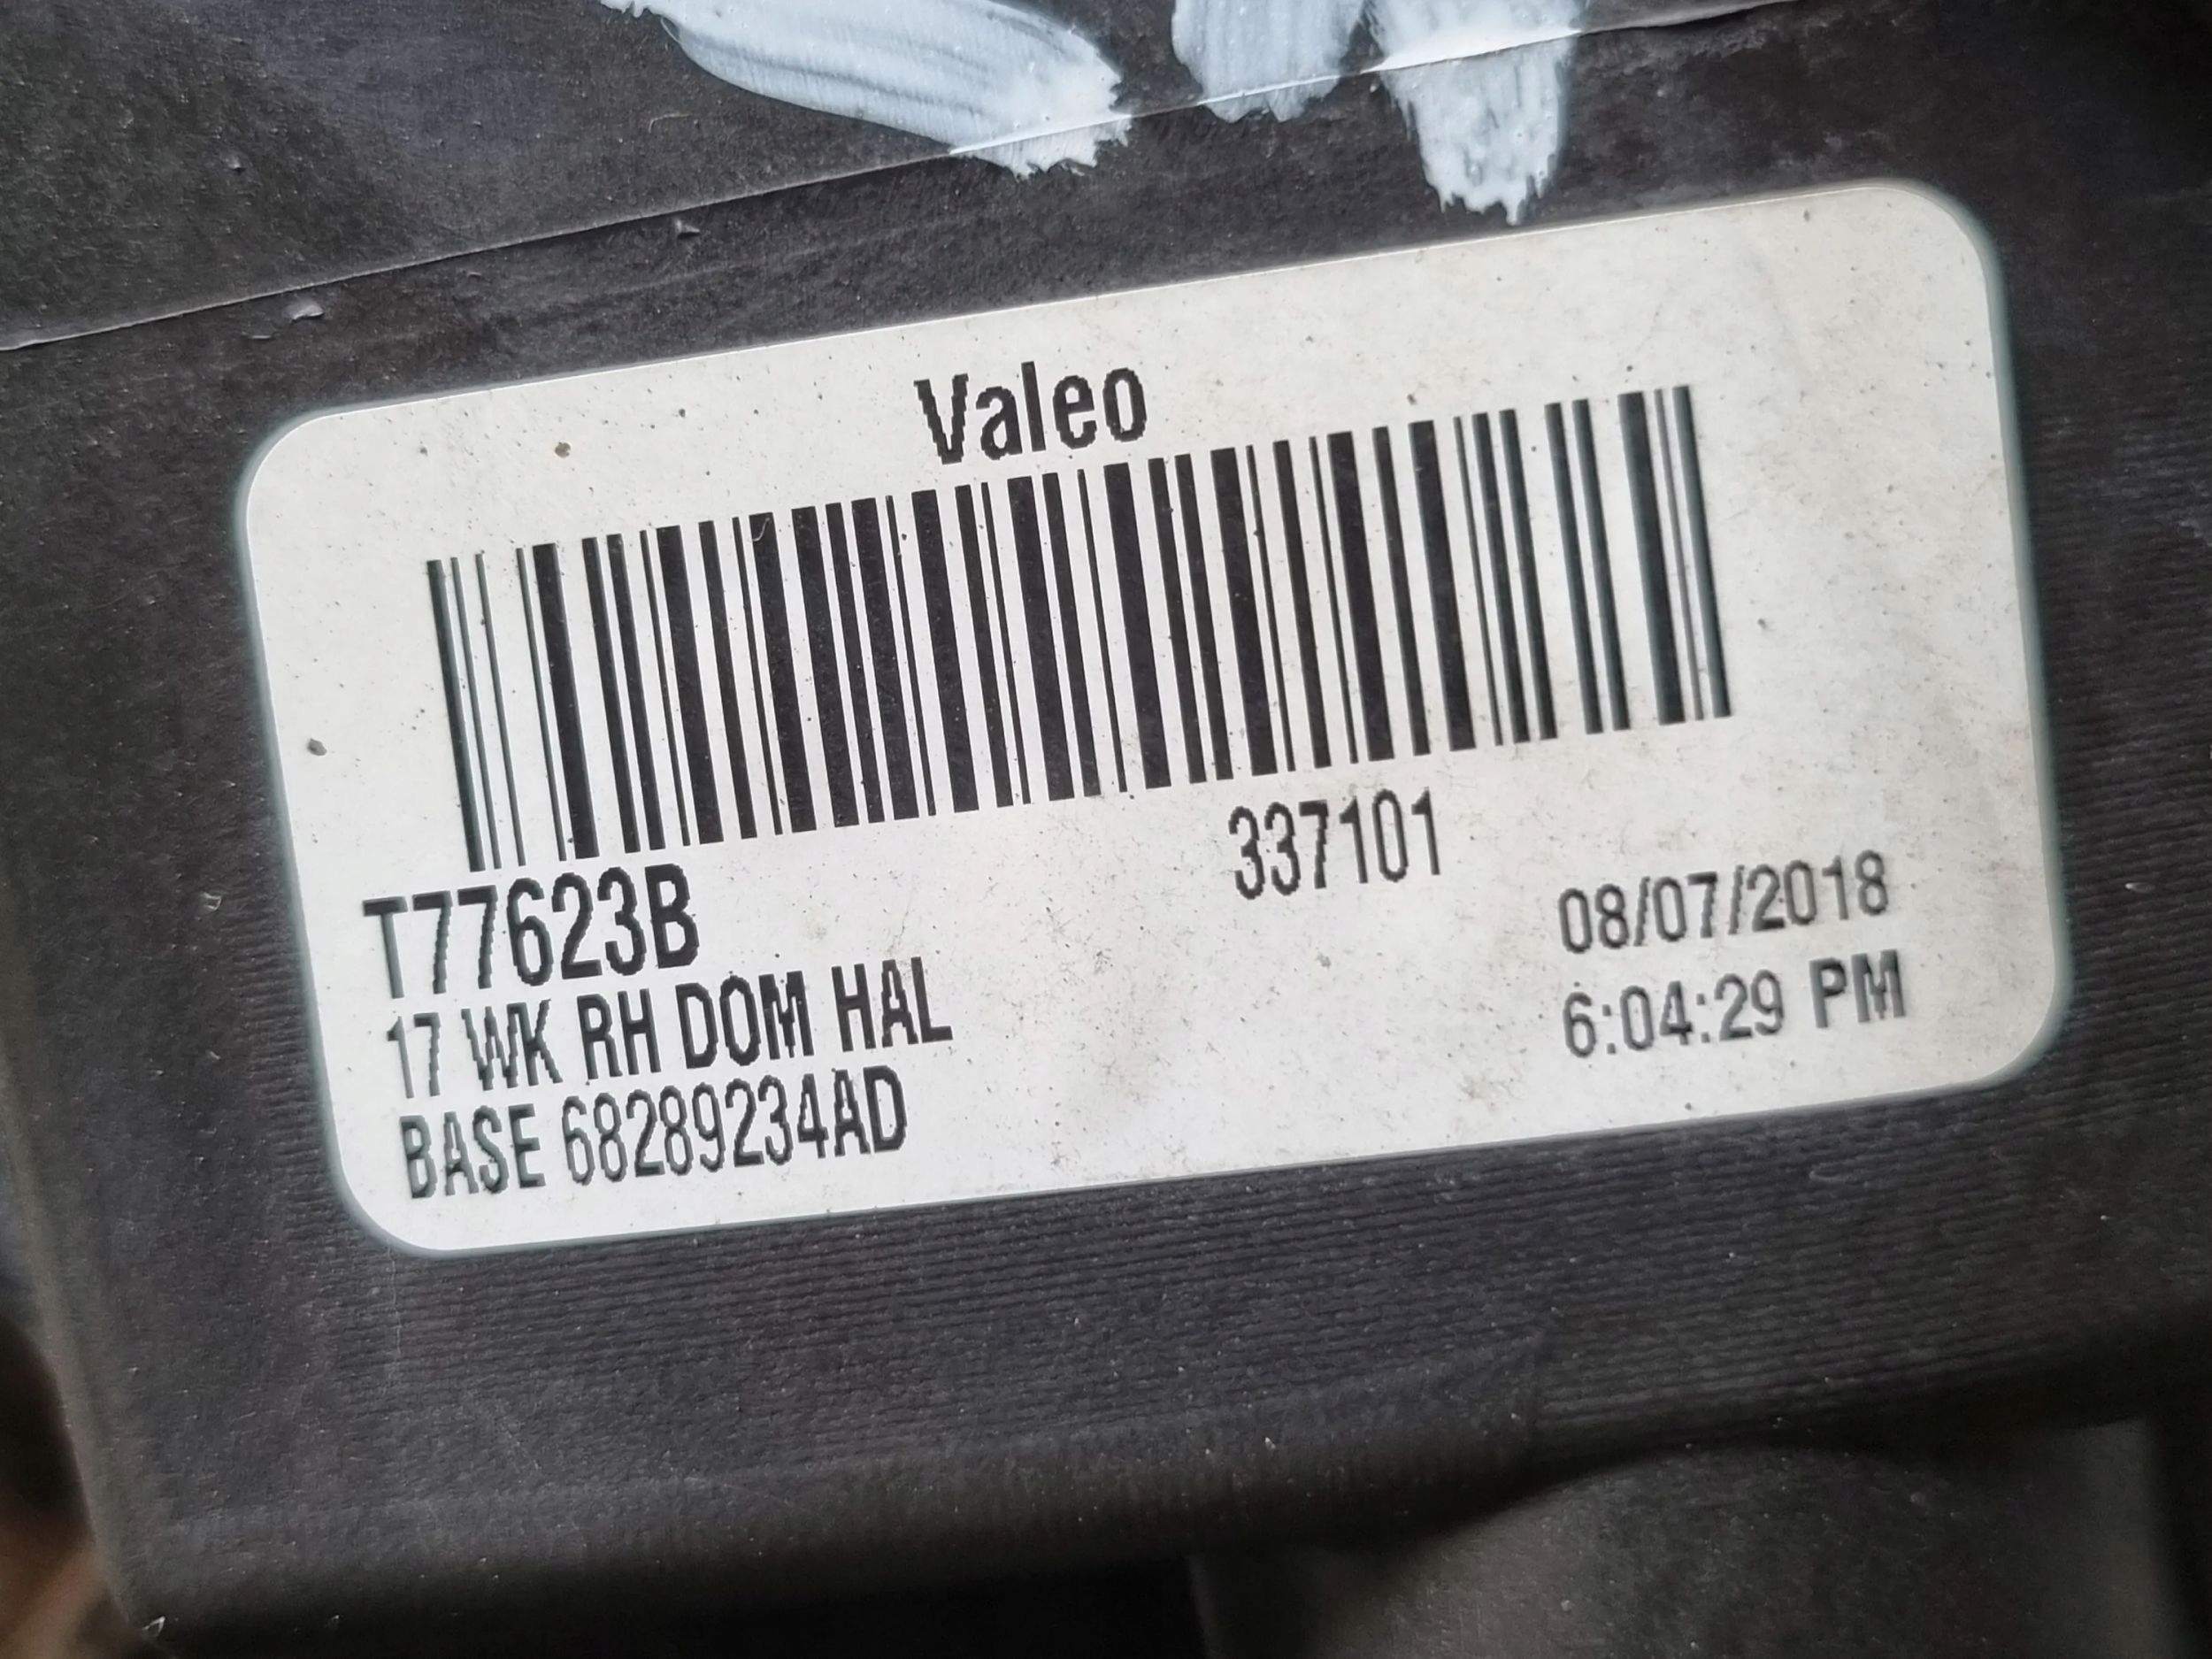 Valeo
337101
T77623B
08/07/2018
17 WK RH DOM HAL
6:04:29 PM
BASE 68289234AD